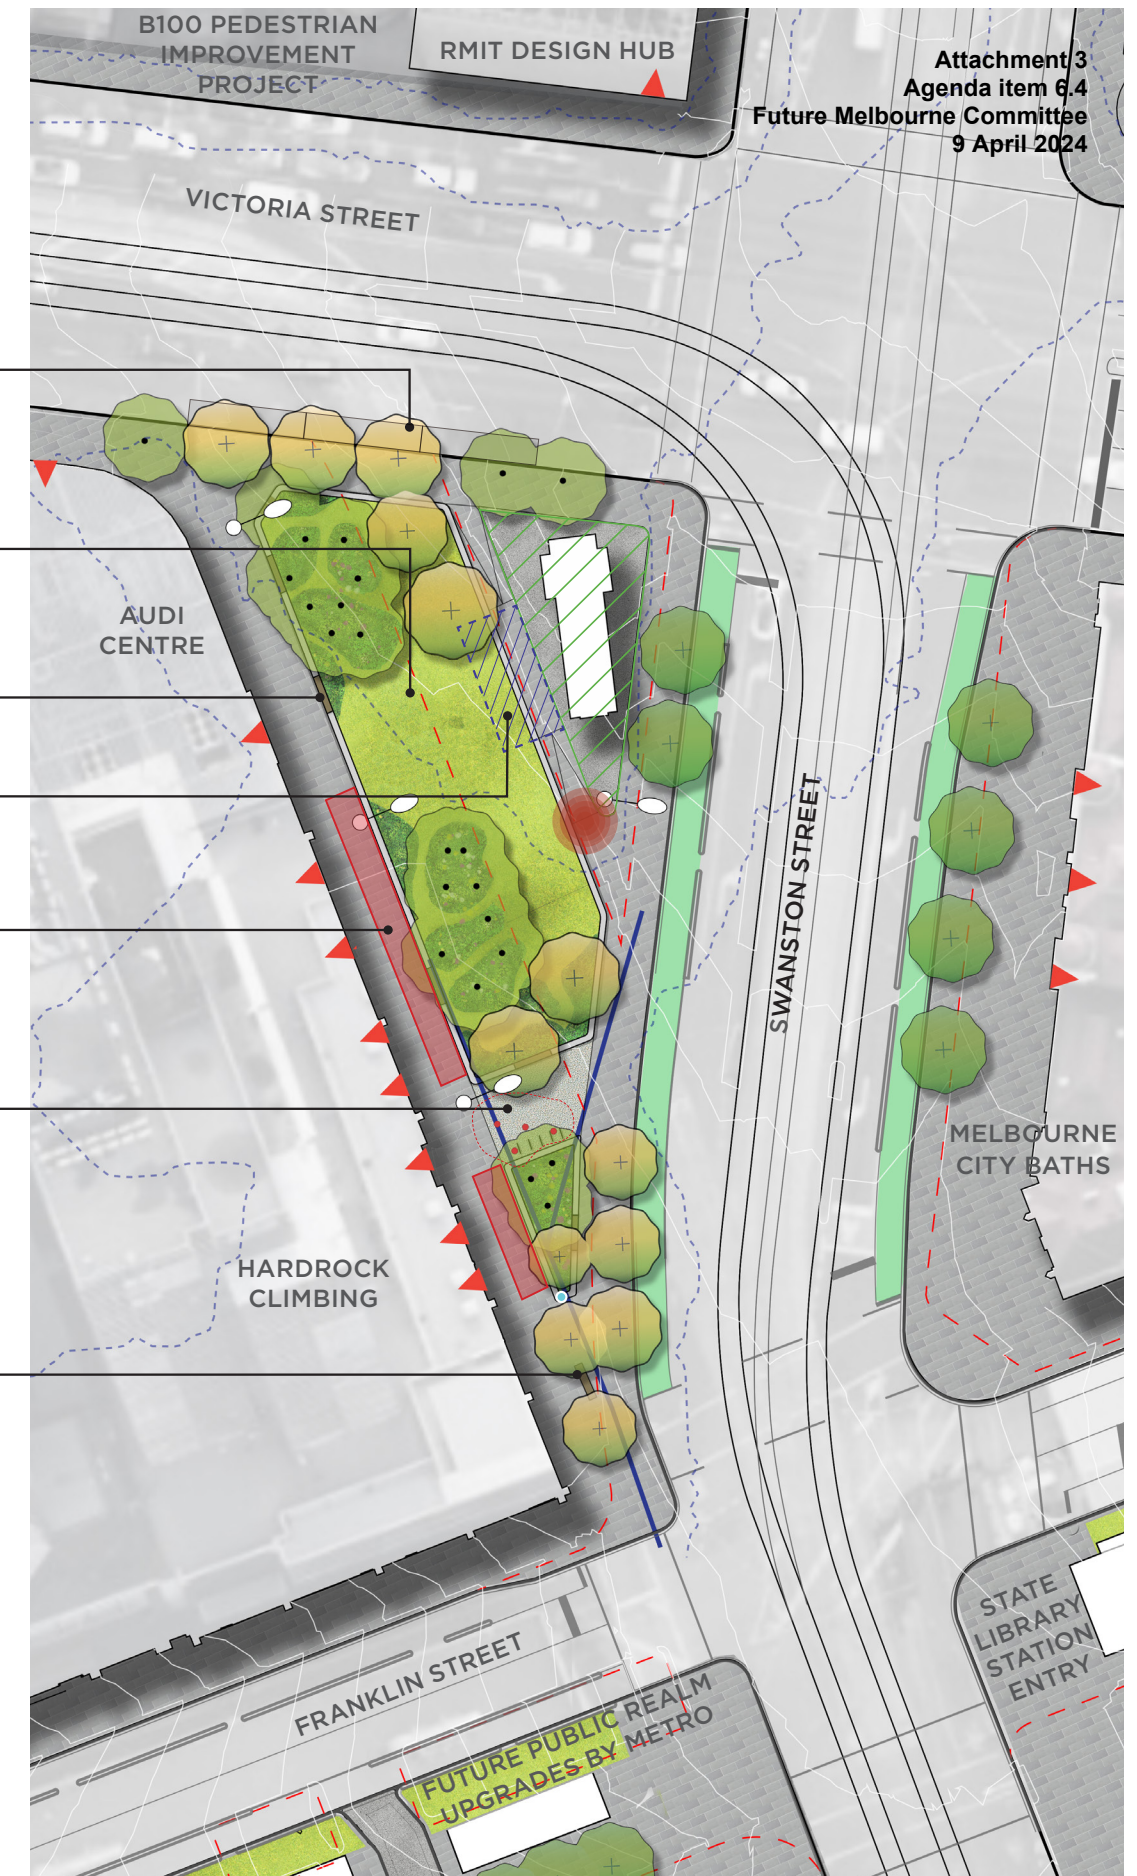 B100 PEDESTRIAN
IMPROVEMENT
PROJECT
RMIT DESIGN HUB
Attachment 3
Agenda item 6.4
Future Melbourne Committee
9 April 2024
VICTORIA STREET
AUDI
CENTRE
SWANSTON STREET
MELBOURNE
CITY BATHS
HARDROCK
CLIMBING
STATE
LIBRARY
STATION
ENTRY
FRANKLIN STREET
FUTURE PUBLIC REALM
UPGRADES BY METRO